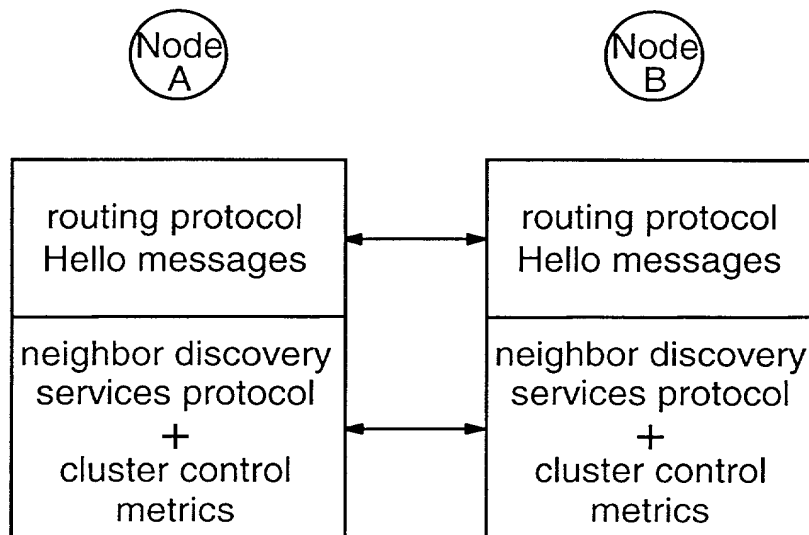 Node
A
Node
B
routing protocol
Hello messages
routing protocol
Hello messages
neighbor discovery
services protocol
+
cluster control
metrics
neighbor discovery
services protocol
+
cluster control
metrics